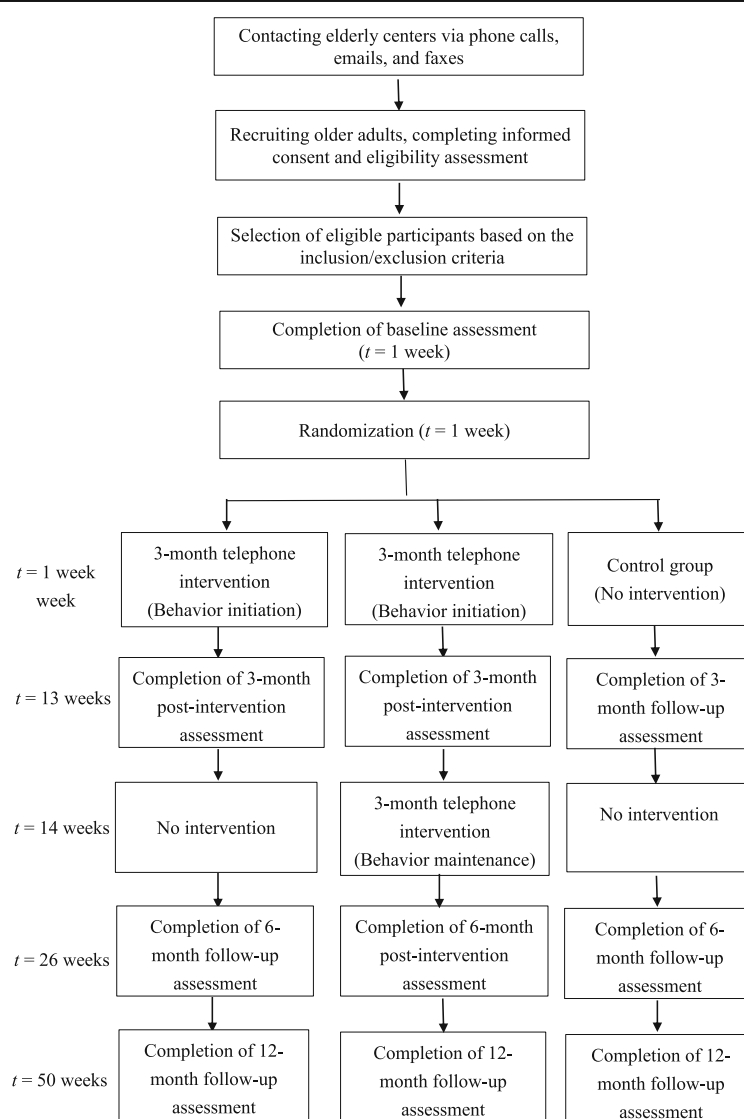 Contacting elderly centers via phone calls,
emails, and faxes
Recruiting older adults, completing informed
consent and eligibility assessment
Selection of eligible participants based on the
inclusion/exclusion criteria
Completion of baseline assessment
(t = 1 week)
Randomization (t = 1 week)
t = 1 week
week
3-month telephone
intervention
(Behavior initiation)
3-month telephone
intervention
(Behavior initiation)
Control group
(No intervention)
t = 13 weeks
Completion of 3-month
post-intervention
assessment
Completion of 3-month
post-intervention
assessment
Completion of 3-
month follow-up
assessment
t = 14 weeks
No intervention
3-month telephone
intervention
(Behavior maintenance)
No intervention
t = 26 weeks
Completion of 6-
month follow-up
assessment
Completion of 6-month
post-intervention
assessment
Completion of 6-
month follow-up
assessment
t = 50 weeks
Completion of 12-
month follow-up
assessment
Completion of 12-
month follow-up
assessment
Completion of 12-
month follow-up
assessment